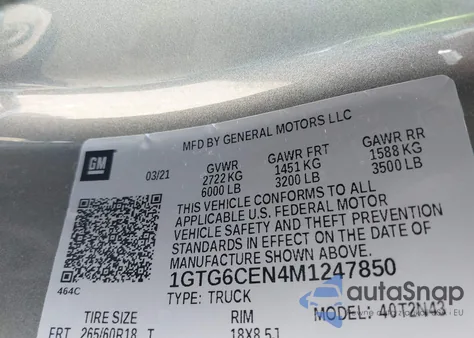 MFD BY GENERAL MOTORS LLC
GM
03/21
GVWR GAWR FRT GAWR RR
2722 KG 1451 KG 1588 KG
6000 LB 3200 LB 3500 LB
THIS VEHICLE CONFORMS TO ALL
APPLICABLE U.S. FEDERAL MOTOR
VEHICLE SAFETY AND THEFT PREVENTION
STANDARDS IN EFFECT ON THE DATE OF
MANUFACTURE SHOWN ABOVE.
464C
1GTG6CEN4M1247850
TYPE: TRUCK MODEL: 40T2M43
TIRE SIZE RIM
FRT 265/60R18 T 18X8.5J
autoSnap